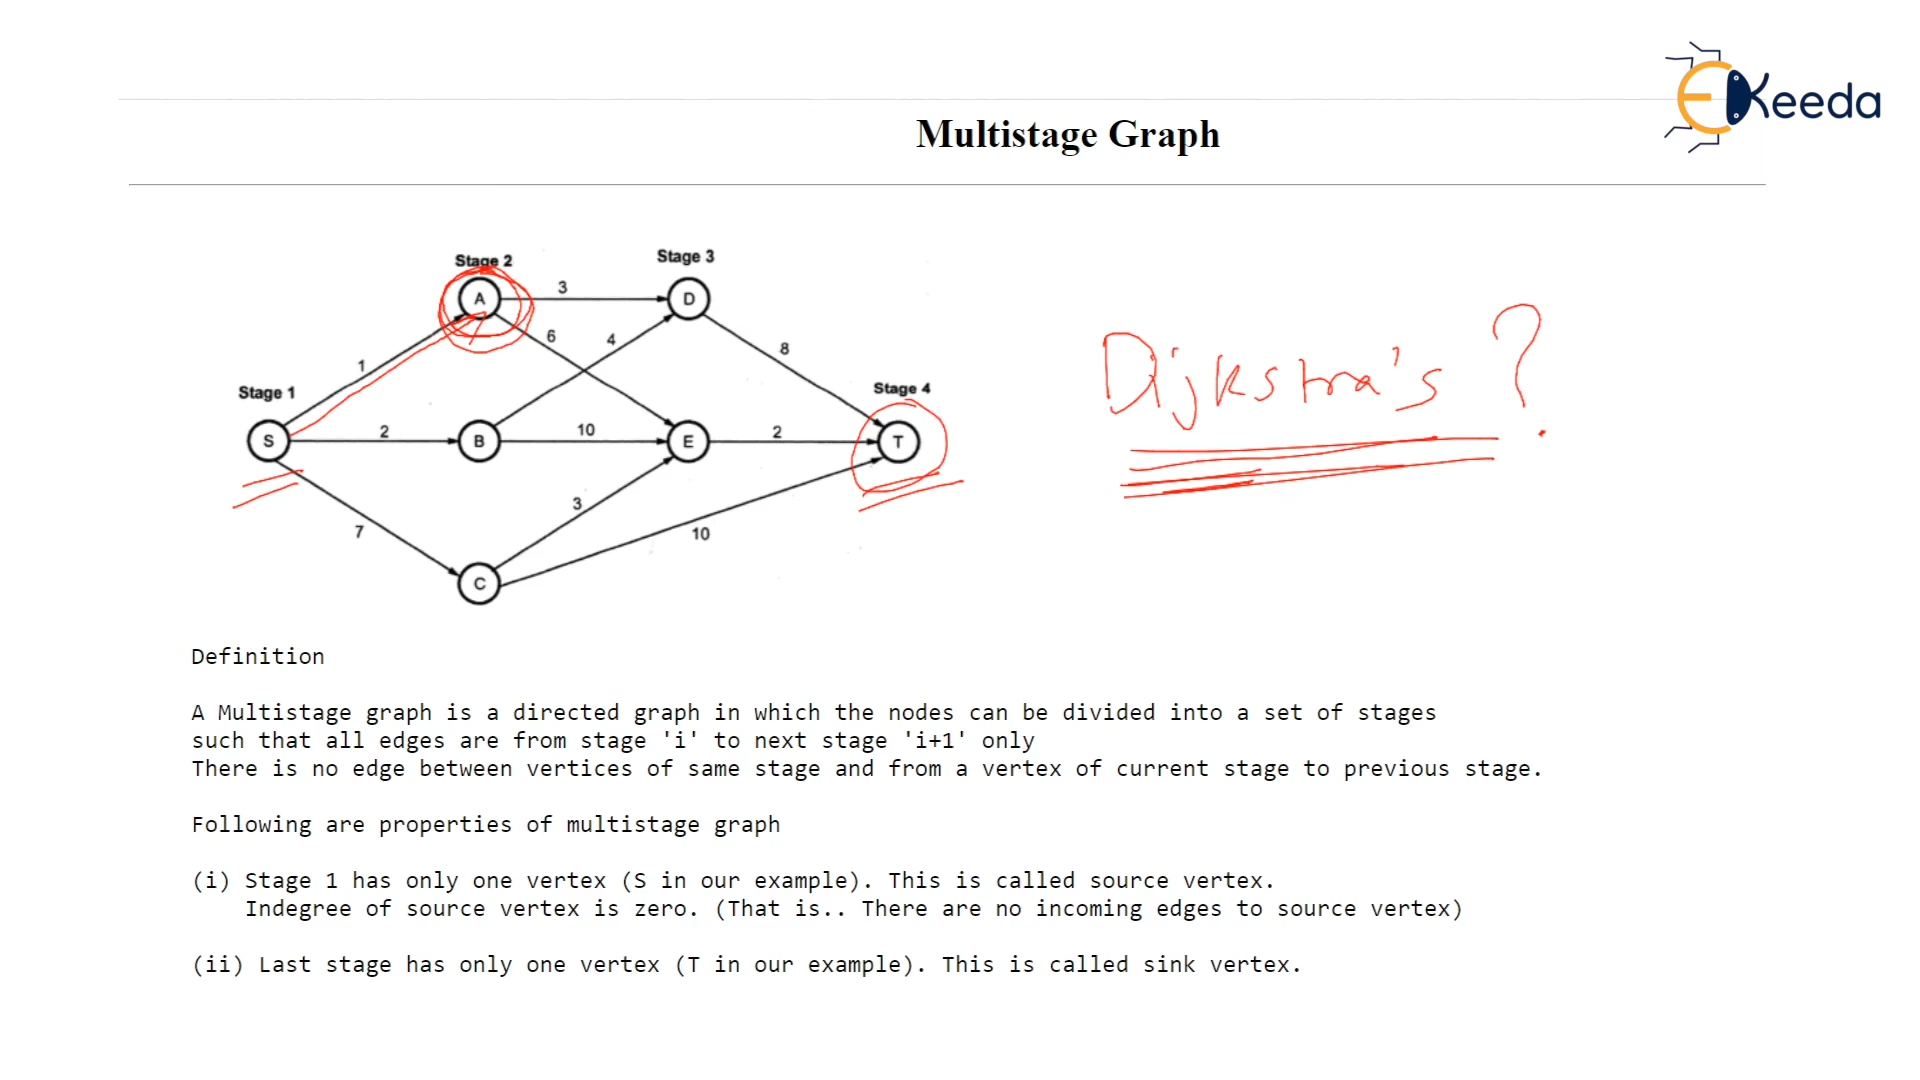 EKeeda
Multistage Graph
Stage 2
Stage 3
A
3
D
6
4
8
1
Dijkstra's ?
Stage 1
Stage 4
S
2
B
10
E
2
T
3
7
10
C
Definition
A Multistage graph is a directed graph in which the nodes can be divided into a set of stages
such that all edges are from stage 'i' to next stage 'i+1' only
There is no edge between vertices of same stage and from a vertex of current stage to previous stage.
Following are properties of multistage graph
(i) Stage 1 has only one vertex (S in our example). This is called source vertex.
Indegree of source vertex is zero. (That is.. There are no incoming edges to source vertex)
(ii) Last stage has only one vertex (T in our example). This is called sink vertex.